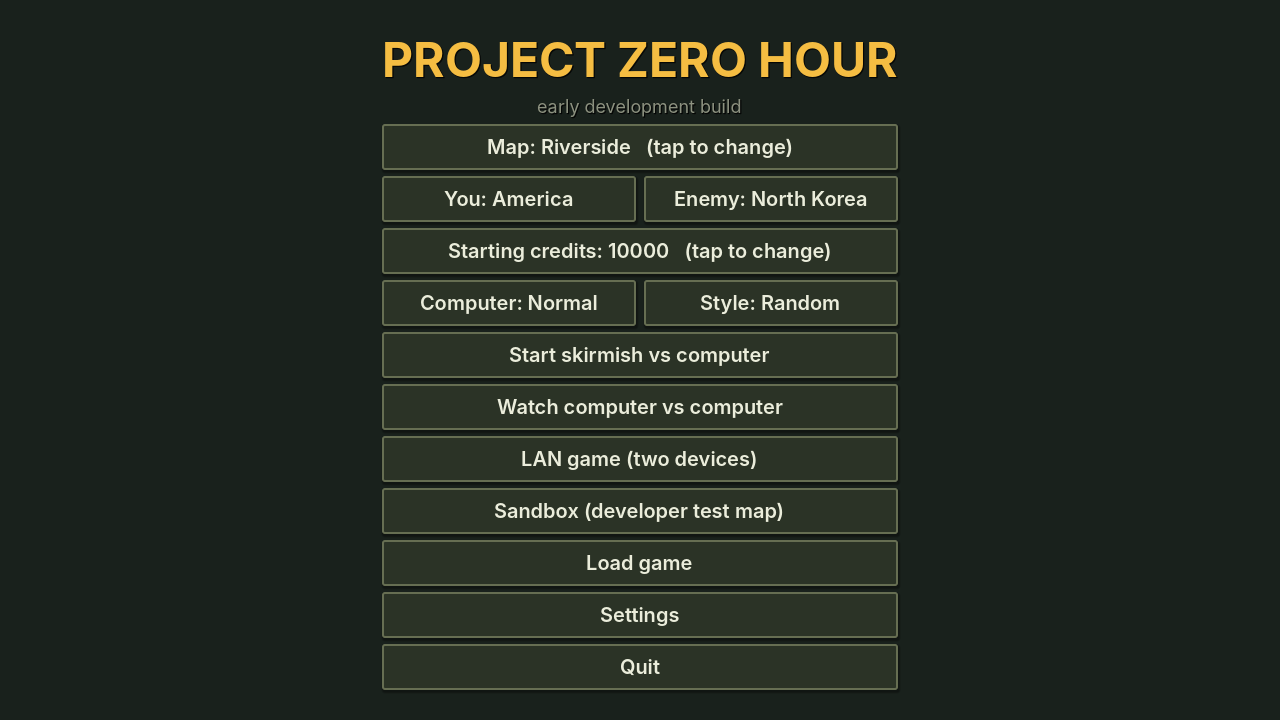 PROJECT ZERO HOUR
early development build
Map: Riverside (tap to change)
You: America
Enemy: North Korea
Starting credits: 10000 (tap to change)
Computer: Normal
Style: Random
Start skirmish vs computer
Watch computer vs computer
LAN game (two devices)
Sandbox (developer test map)
Load game
Settings
Quit